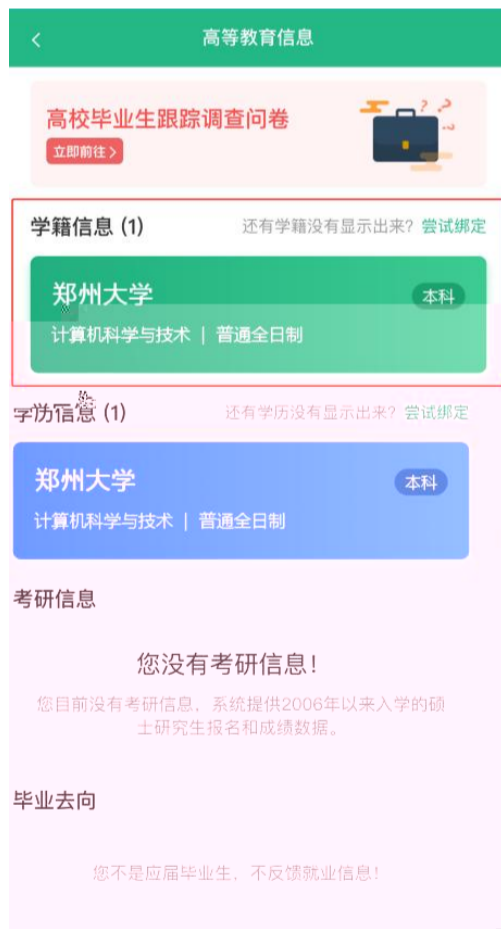 高等教育信息
高校毕业生跟踪调查问卷
立即前往 >
学籍信息 (1) 还有学籍没有显示出来？尝试绑定
郑州大学 本科
计算机科学与技术 | 普通全日制
信息 (1) 还有学历没有显示出来？尝试绑定
郑州大学 本科
计算机科学与技术 | 普通全日制
考研信息
您没有考研信息！
您目前没有考研信息，系统提供2006年以来入学的硕
士研究生报名和成绩数据。
毕业去向
您不是应届毕业生，不反馈就业信息！